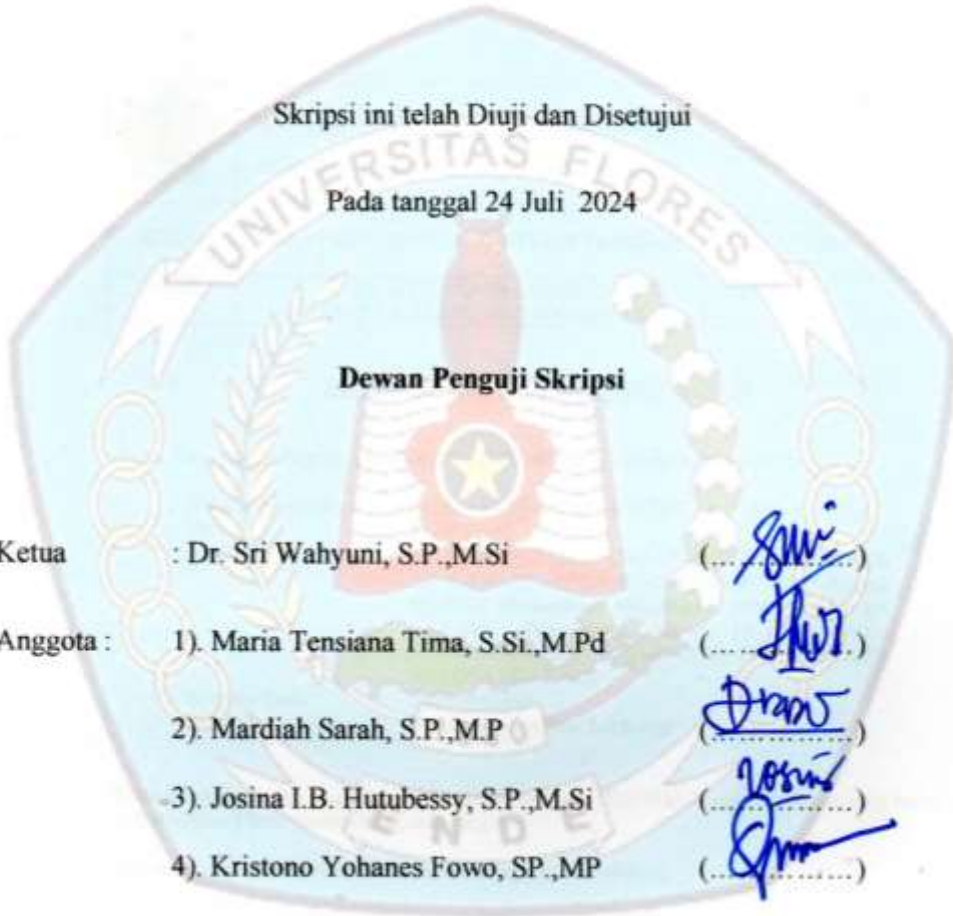 Skripsi ini telah Diuji dan Disetujui
UNIVERSITAS FLORES
Pada tanggal 24 Juli 2024
Dewan Penguji Skripsi
Ketua : Dr. Sri Wahyuni, S.P.,M.Si (..................)
Anggota : 1). Maria Tensiana Tima, S.Si.,M.Pd (..................)
2). Mardiah Sarah, S.P.,M.P (..................)
3). Josina I.B. Hutubessy, S.P.,M.Si (..................)
ENDE
4). Kristono Yohanes Fowo, SP.,MP (..................)